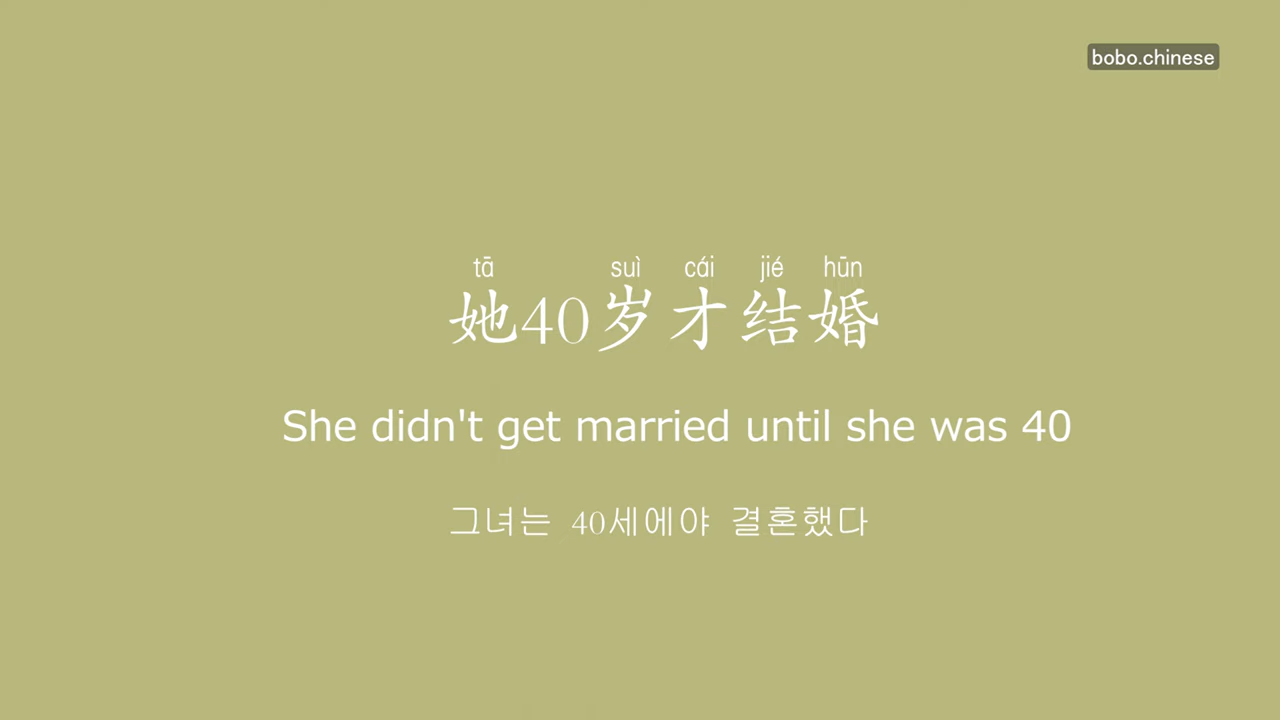 bobo.chinese
tā suì cái jié hūn
她40岁才结婚
She didn't get married until she was 40
그녀는 40세에야 결혼했다